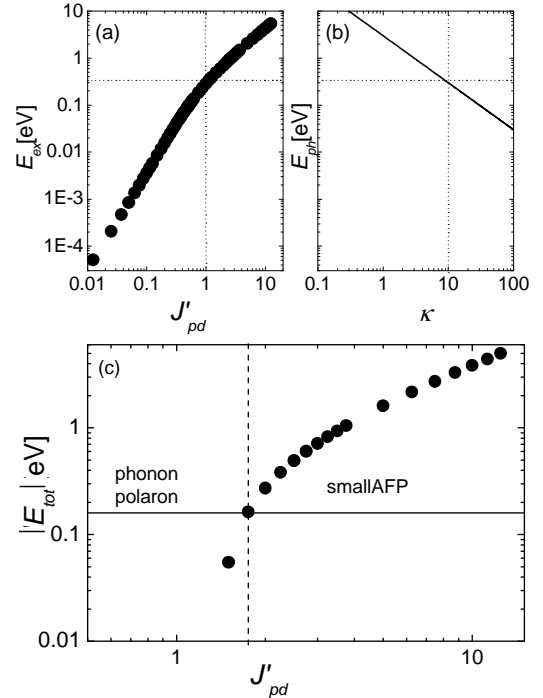 (a)
(b)
10
1
0.1
0.01
1E-3
1E-4
E_ex [eV]
E_ph [eV]
0.01 0.1 1 10
0.1 1 10 100
J'_pd
κ
(c)
1
0.1
0.01
|E_tot| [eV]
phonon
polaron
smallAFP
1 10
J'_pd